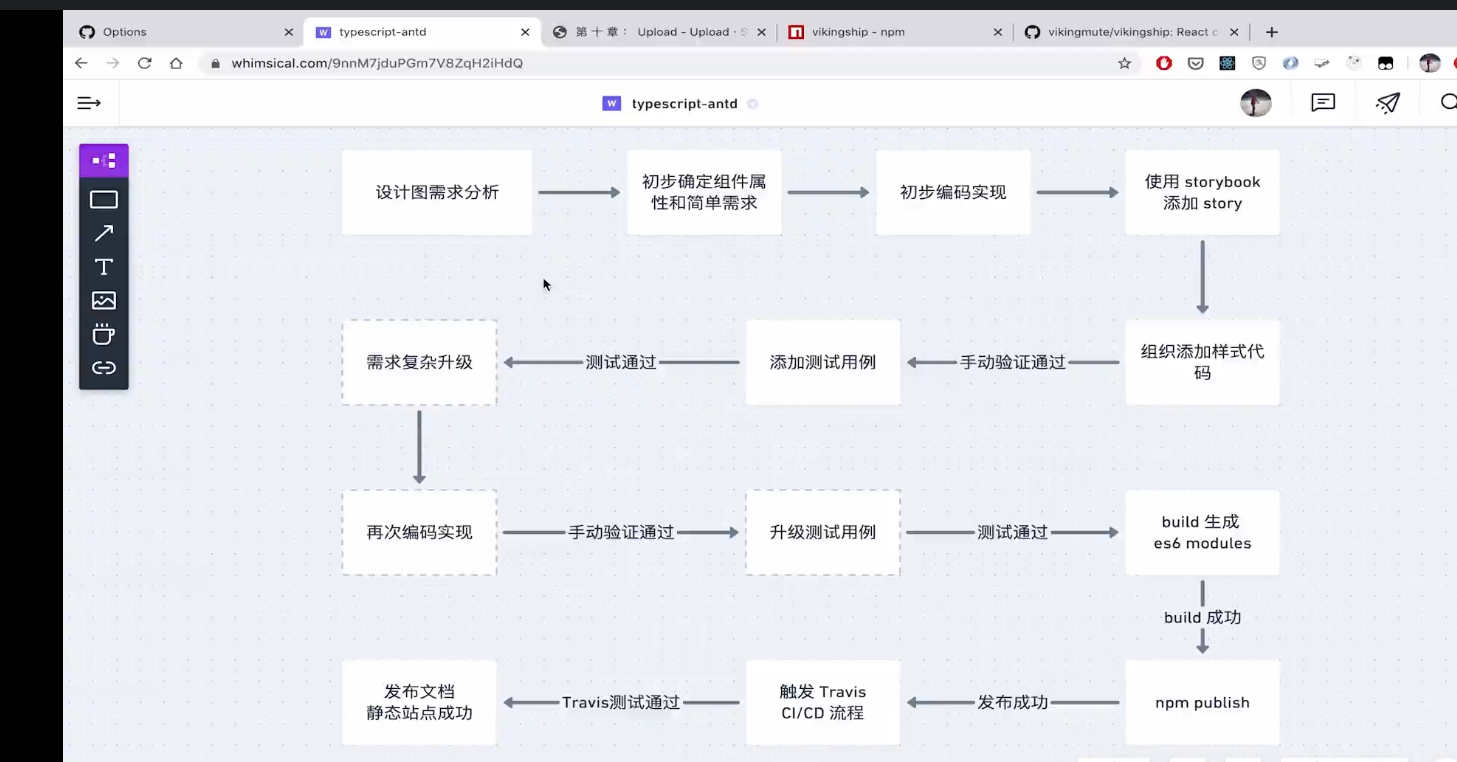 Options
typescript-antd
第 十 章： Upload - Upload · S
vikingship - npm
vikingmute/vikingship: React c
whimsical.com/9nnM7jduPGm7V8ZqH2iHdQ
W typescript-antd
设计图需求分析
初步确定组件属
性和简单需求
初步编码实现
使用 storybook
添加 story
需求复杂升级
测试通过
添加测试用例
手动验证通过
组织添加样式代
码
再次编码实现
手动验证通过
升级测试用例
测试通过
build 生成
es6 modules
build 成功
发布文档
静态站点成功
Travis测试通过
触发 Travis
CI/CD 流程
发布成功
npm publish